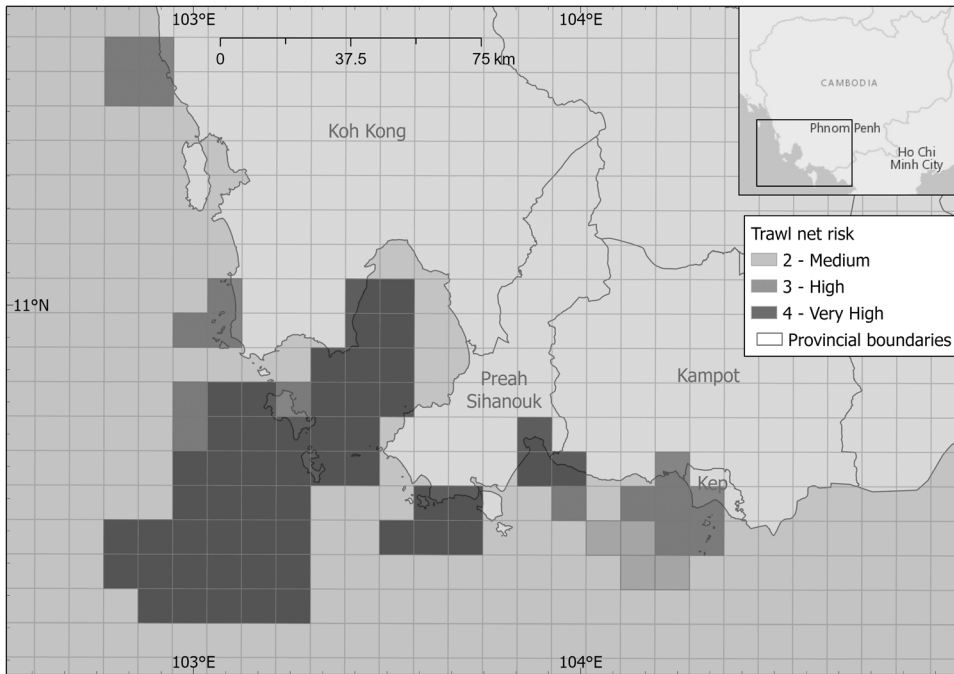 103°E
104°E
0
37.5
75 km
Koh Kong
CAMBODIA
Phnom Penh
Ho Chi
Minh City
Trawl net risk
2 - Medium
3 - High
4 - Very High
Provincial boundaries
11°N
Preah
Sihanouk
Kampot
Kep
103°E
104°E